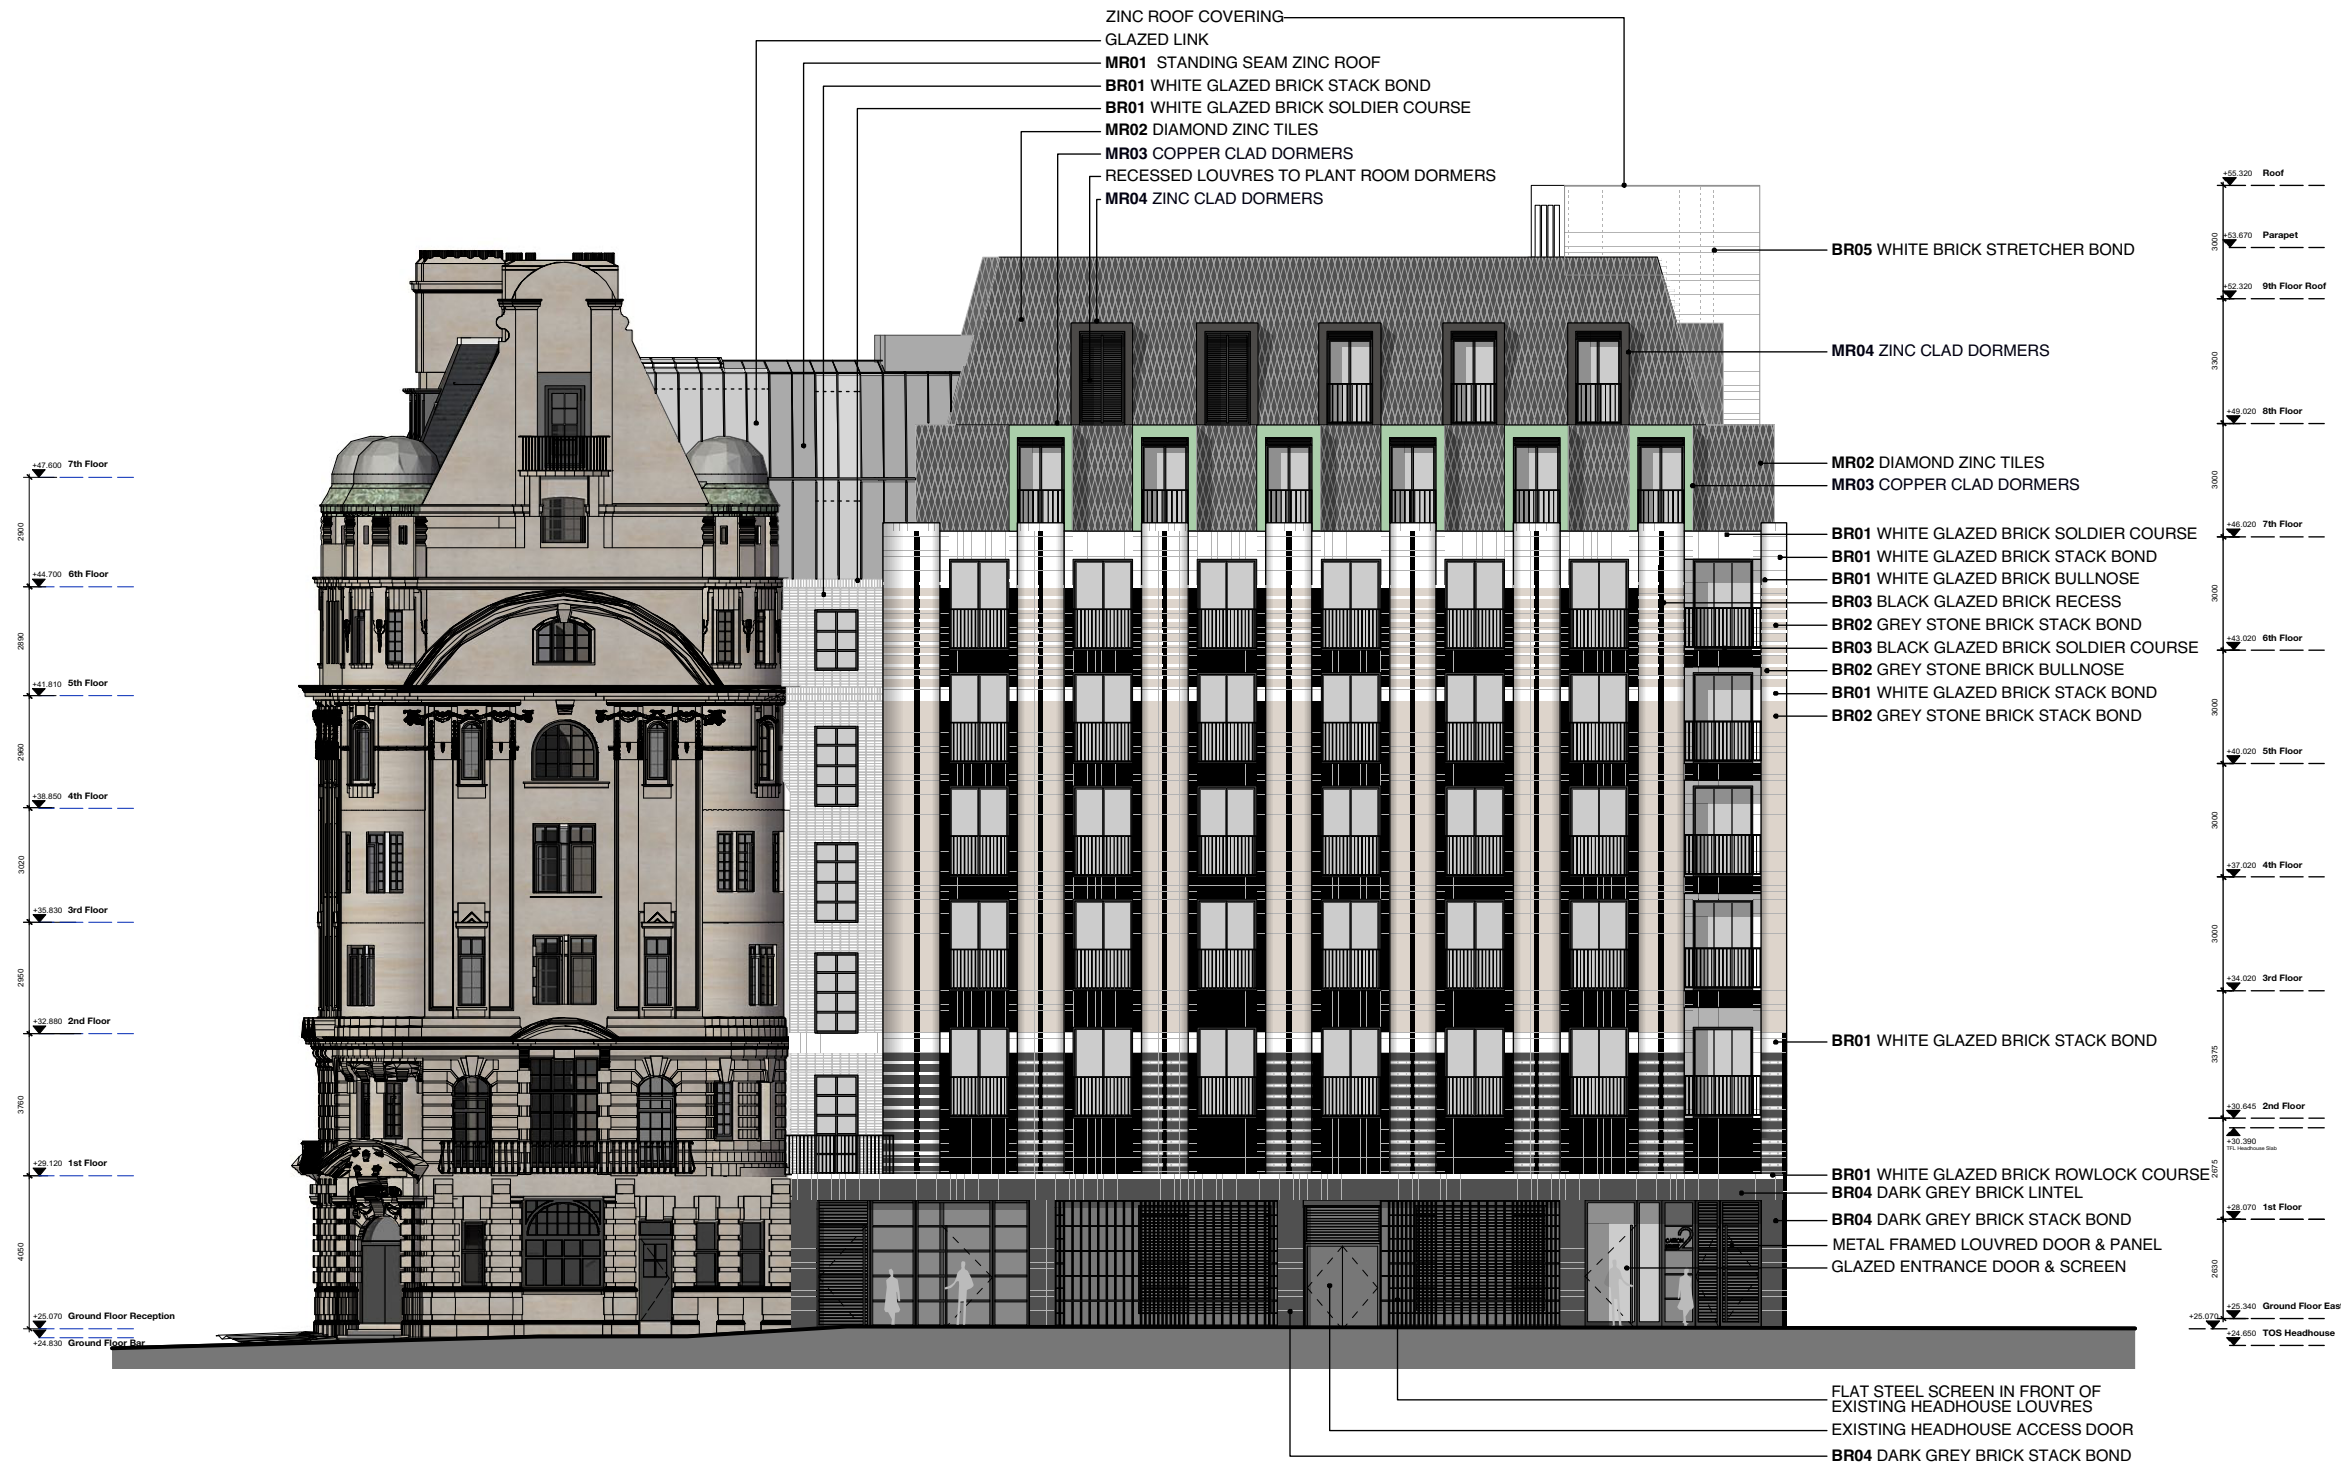 ZINC ROOF COVERING
GLAZED LINK
MR01 STANDING SEAM ZINC ROOF
BR01 WHITE GLAZED BRICK STACK BOND
BR01 WHITE GLAZED BRICK SOLDIER COURSE
MR02 DIAMOND ZINC TILES
MR03 COPPER CLAD DORMERS
RECESSED LOUVRES TO PLANT ROOM DORMERS
MR04 ZINC CLAD DORMERS
BR05 WHITE BRICK STRETCHER BOND
MR04 ZINC CLAD DORMERS
MR02 DIAMOND ZINC TILES
MR03 COPPER CLAD DORMERS
BR01 WHITE GLAZED BRICK SOLDIER COURSE
BR01 WHITE GLAZED BRICK STACK BOND
BR01 WHITE GLAZED BRICK BULLNOSE
BR03 BLACK GLAZED BRICK RECESS
BR02 GREY STONE BRICK STACK BOND
BR03 BLACK GLAZED BRICK SOLDIER COURSE
BR02 GREY STONE BRICK BULLNOSE
BR01 WHITE GLAZED BRICK STACK BOND
BR02 GREY STONE BRICK STACK BOND
BR01 WHITE GLAZED BRICK STACK BOND
BR01 WHITE GLAZED BRICK ROWLOCK COURSE
BR04 DARK GREY BRICK LINTEL
BR04 DARK GREY BRICK STACK BOND
METAL FRAMED LOUVRED DOOR & PANEL
GLAZED ENTRANCE DOOR & SCREEN
FLAT STEEL SCREEN IN FRONT OF
EXISTING HEADHOUSE LOUVRES
EXISTING HEADHOUSE ACCESS DOOR
BR04 DARK GREY BRICK STACK BOND
+47.600 7th Floor
2900
+44.700 6th Floor
2890
+41.810 5th Floor
2960
+38.850 4th Floor
3020
+35.830 3rd Floor
2950
+32.880 2nd Floor
3760
+29.120 1st Floor
4050
+25.070 Ground Floor Reception
+24.830 Ground Floor Bar
+55.320 Roof
3000
+53.670 Parapet
+52.320 9th Floor Roof
3300
+49.020 8th Floor
3000
+46.020 7th Floor
3000
+43.020 6th Floor
3000
+40.020 5th Floor
3000
+37.020 4th Floor
3000
+34.020 3rd Floor
3375
+30.645 2nd Floor
+30.390
TFL Headhouse Slab
2675
+28.070 1st Floor
2630
+25.340 Ground Floor East
+25.070
+24.650 TOS Headhouse
2